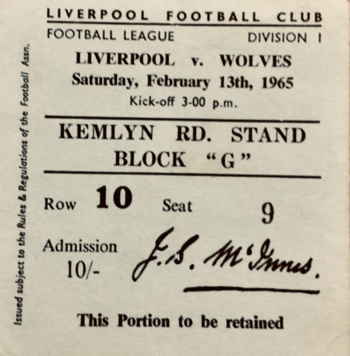 LIVERPOOL FOOTBALL CLUB
FOOTBALL LEAGUE DIVISION I
LIVERPOOL v. WOLVES
Saturday, February 13th, 1965
Kick-off 3-00 p.m.
KEMLYN RD. STAND
BLOCK "G"
Row 10 Seat 9
Admission
10/-
J. S. McInnes.
This Portion to be retained
Issued subject to the Rules & Regulations of the Football Assn.